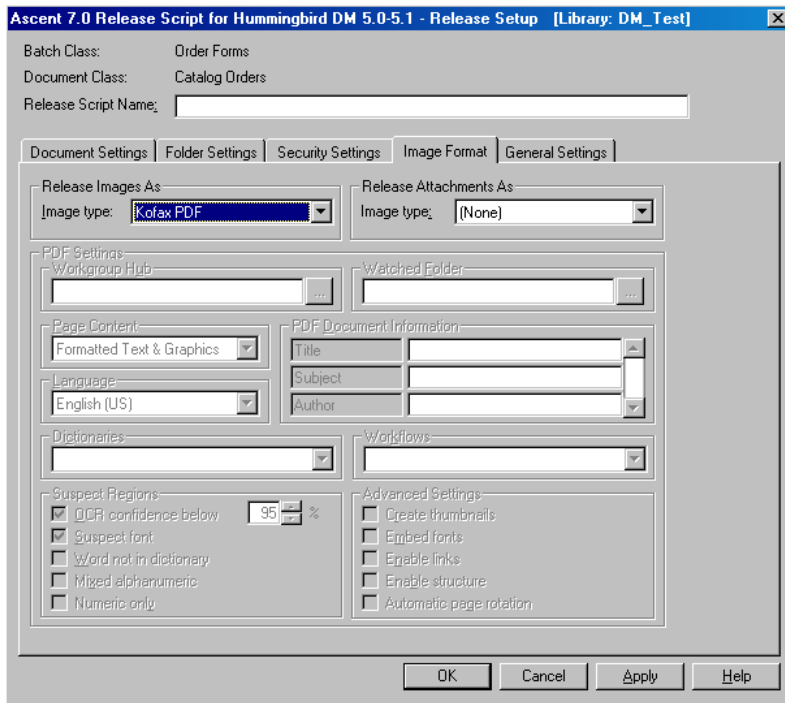 Ascent 7.0 Release Script for Hummingbird DM 5.0-5.1 - Release Setup [Library: DM_Test]
Batch Class: Order Forms
Document Class: Catalog Orders
Release Script Name:
Document Settings Folder Settings Security Settings Image Format General Settings
Release Images As Release Attachments As
Image type: Kofax PDF Image type: (None)
PDF Settings
Workgroup Hub Watched Folder
... ...
Page Content PDF Document Information
Formatted Text & Graphics Title
Language Subject
English (US) Author
Dictionaries Workflows
Suspect Regions Advanced Settings
OCR confidence below 95 % Create thumbnails
Suspect font Embed fonts
Word not in dictionary Enable links
Mixed alphanumeric Enable structure
Numeric only Automatic page rotation
OK Cancel Apply Help